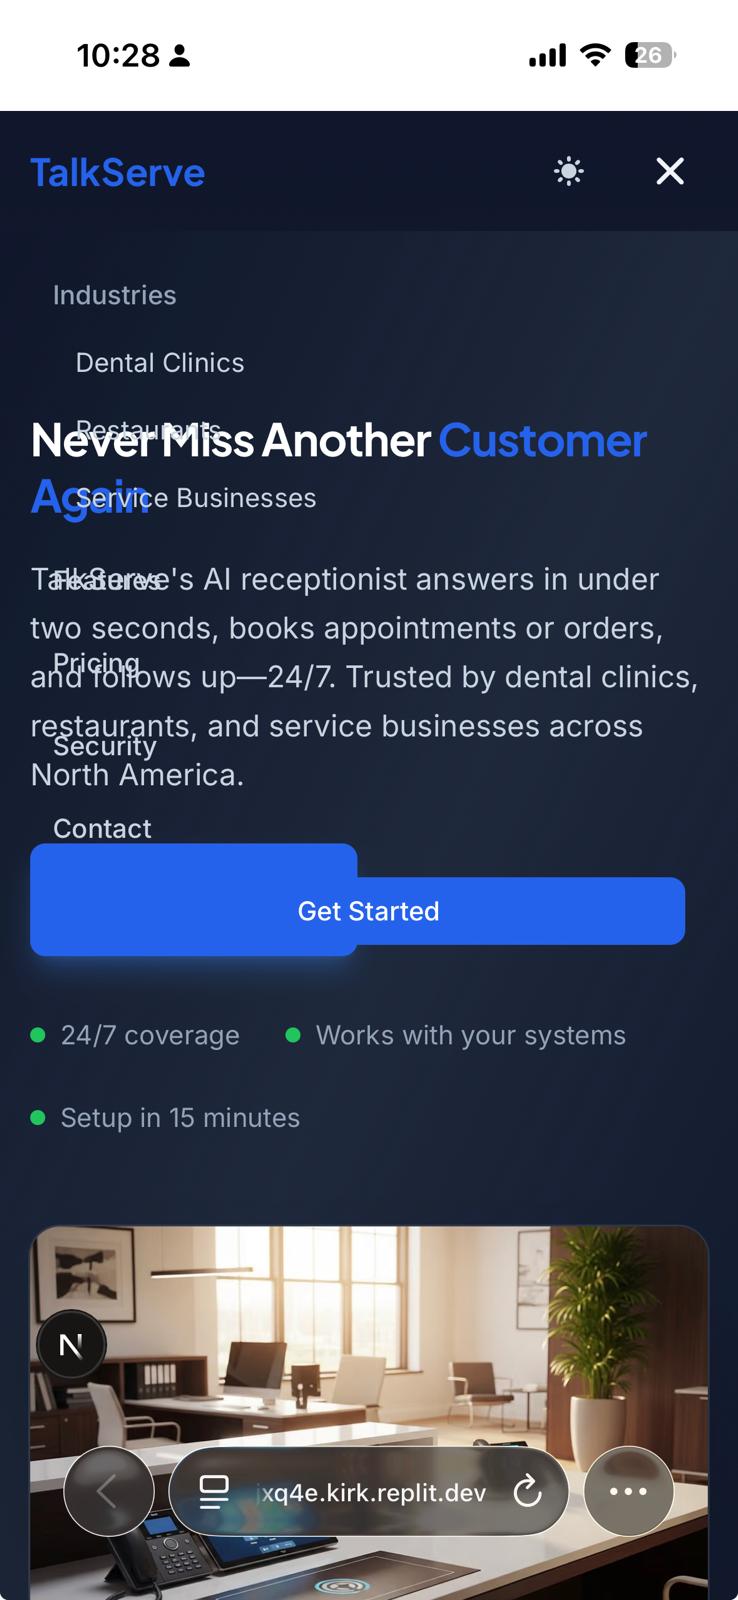 10:28
26
TalkServe
Industries
Dental Clinics
Restaurants
Never Miss Another Customer
Again
Service Businesses
Features
TalkServe's AI receptionist answers in under
two seconds, books appointments or orders,
Pricing
and follows up—24/7. Trusted by dental clinics,
restaurants, and service businesses across
Security
North America.
Contact
Get Started
24/7 coverage
Works with your systems
Setup in 15 minutes
N
jxq4e.kirk.replit.dev